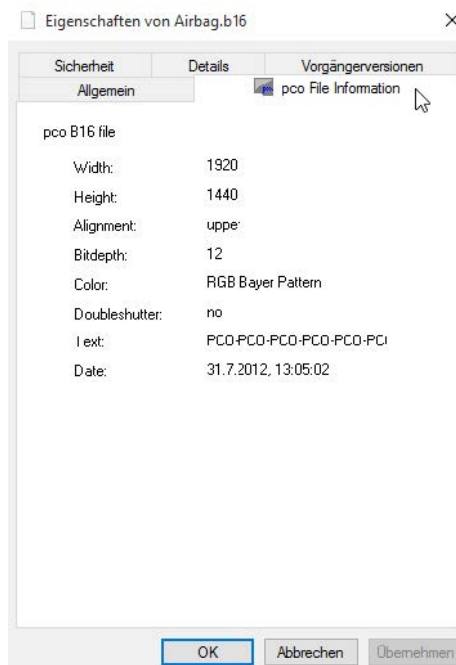 Eigenschaften von Airbag.b16
Sicherheit Details Vorgängerversionen
Allgemein pco File Information
pco B16 file
Width: 1920
Height: 1440
Alignment: upper
Bitdepth: 12
Color: RGB Bayer Pattern
Doubleshutter: no
Text: PCO-PCO-PCO-PCO-PCO-PC
Date: 31.7.2012, 13:05:02
OK Abbrechen Übernehmen